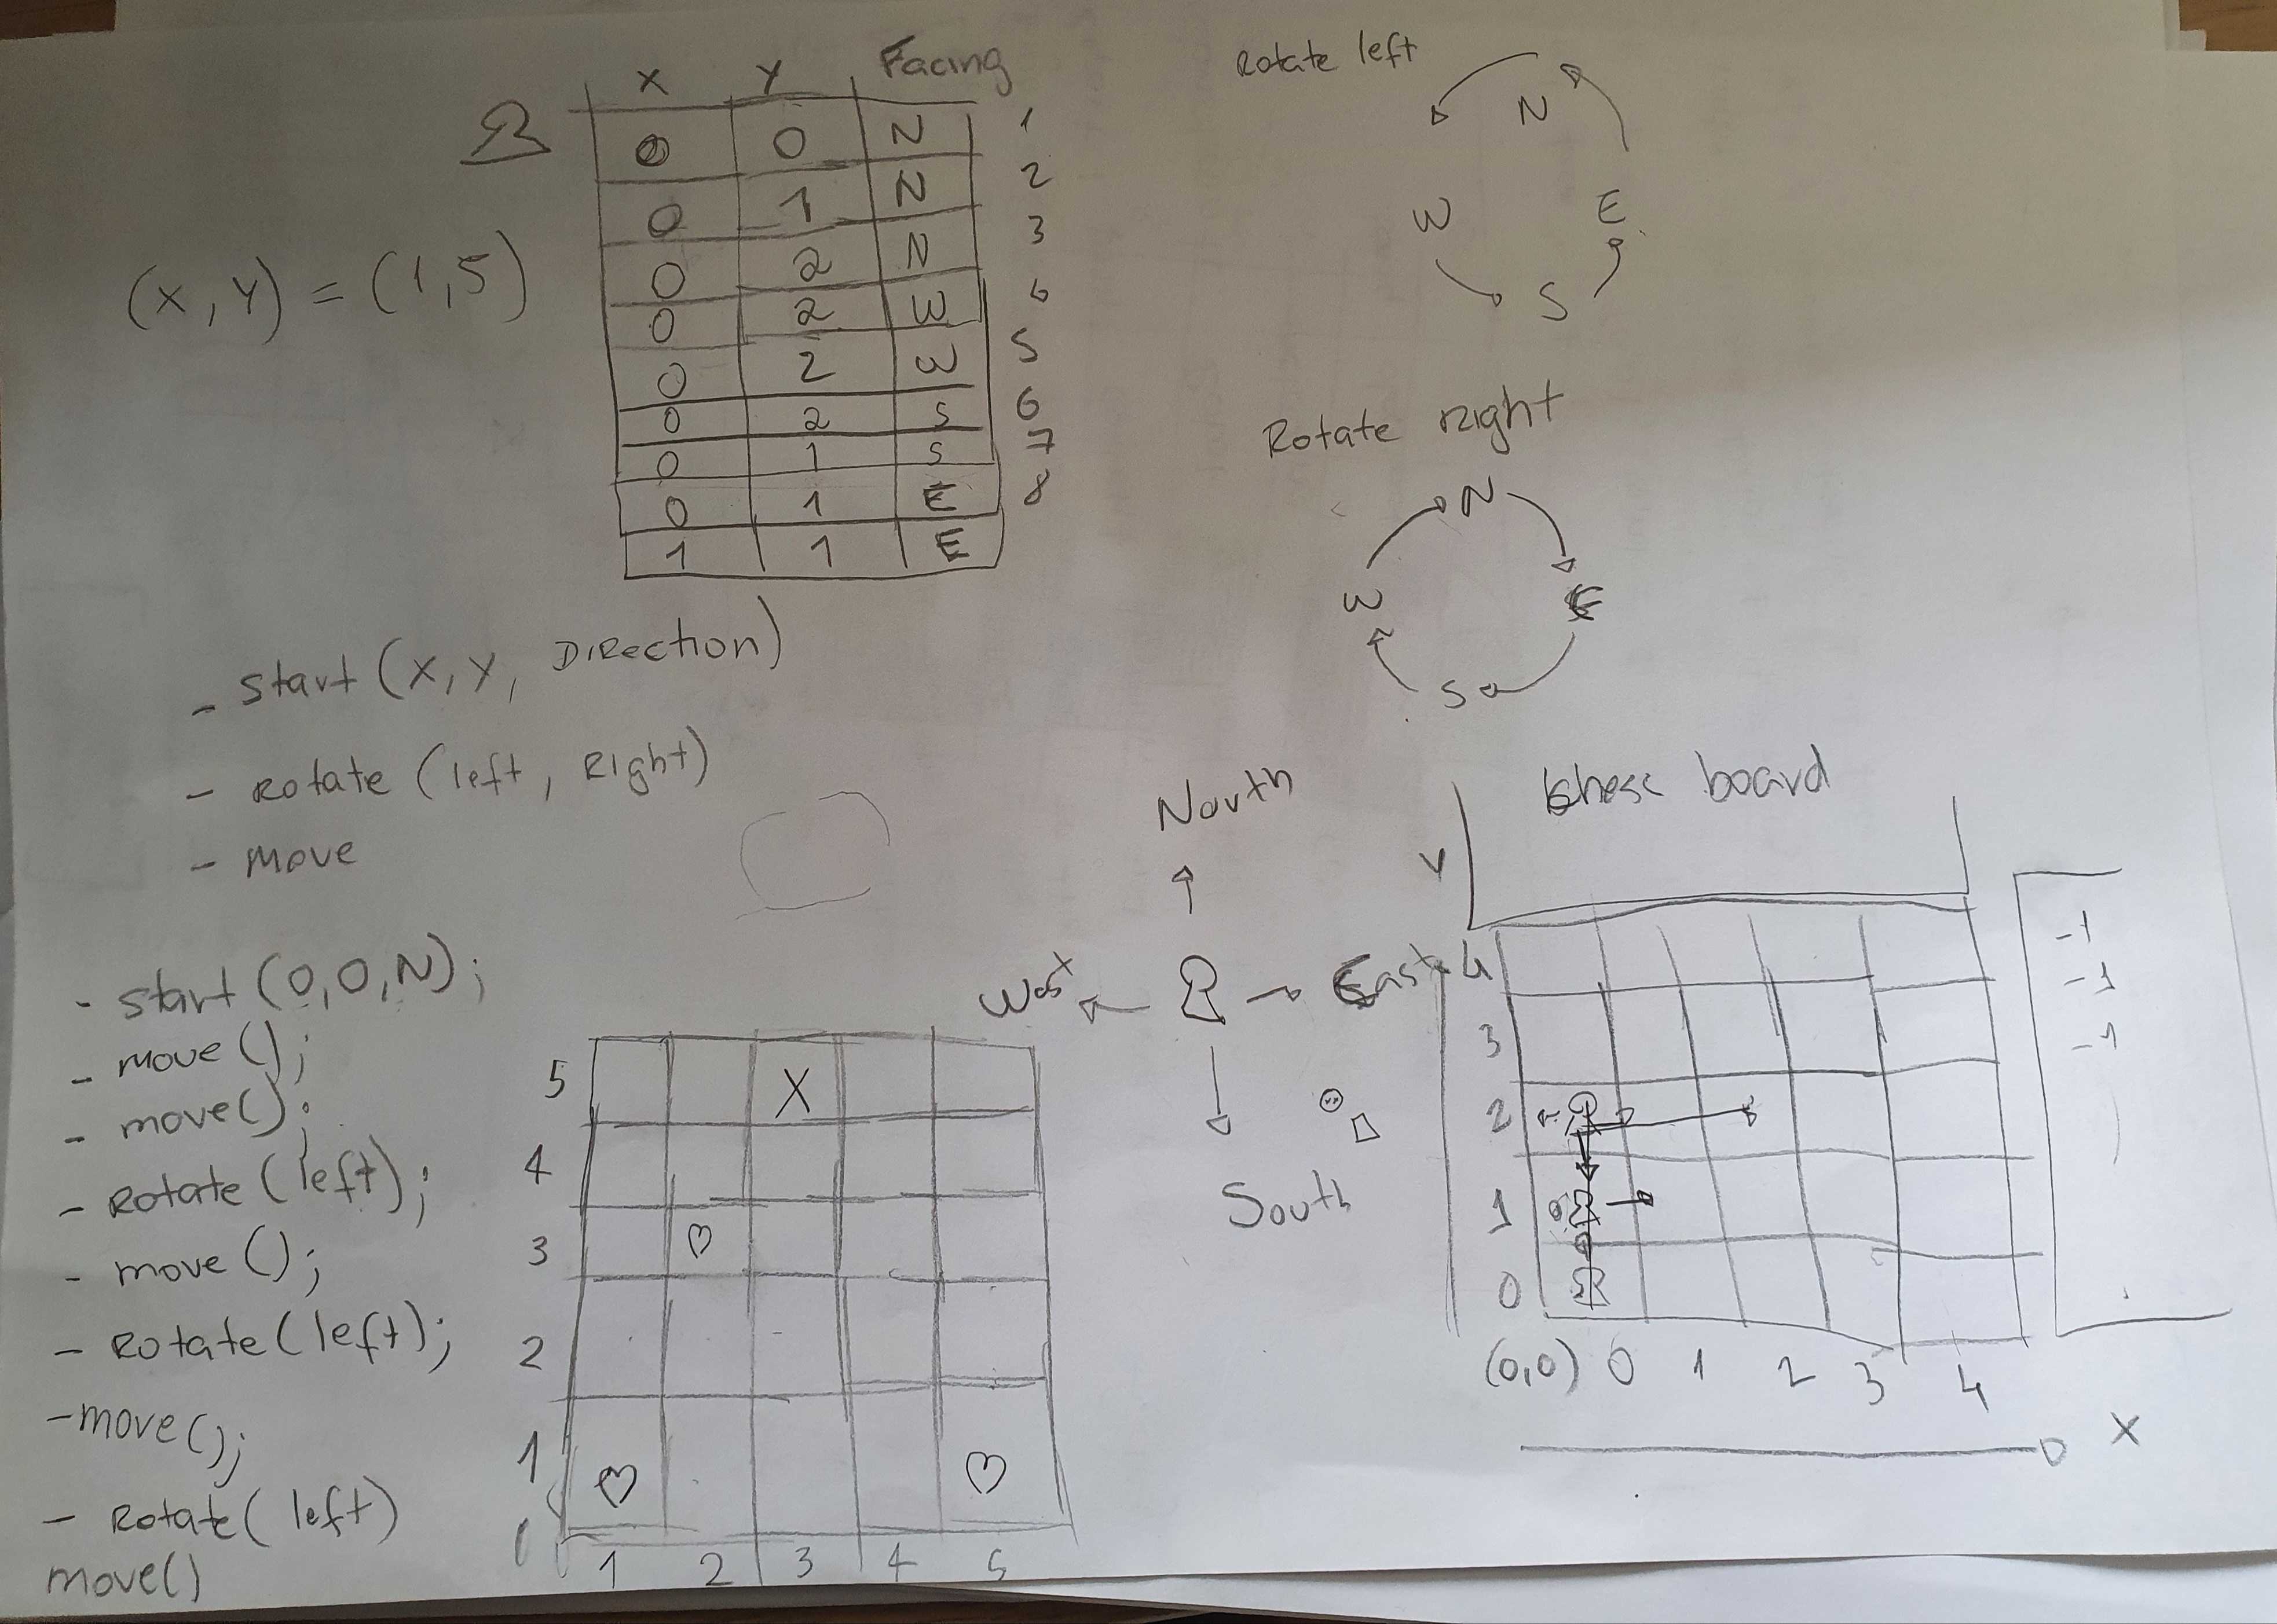 X Y Facing
0 0 N 1
0 1 N 2
0 2 N 3
0 2 W
0 2 W 5
0 2 S 6
0 1 S 7
0 1 E 8
1 1 E
(X, Y) = (1,5)
- start (X, Y, DIRection)
- Rotate (left, Right)
- move
- start (0,0,N);
- move ();
- move();
- Rotate (left);
- move ();
- Rotate (left);
- move ();
- Rotate (left)
move()
Rotate left
N
W E
S
Rotate Right
N
W E
S
North
West East
South
5 X
4
3 ♡
2
1 ♡ ♡
1 2 3 4 5
board
Y
4
3
2
1
0
(0,0) 0 1 2 3 4
X
-1
-1
-1